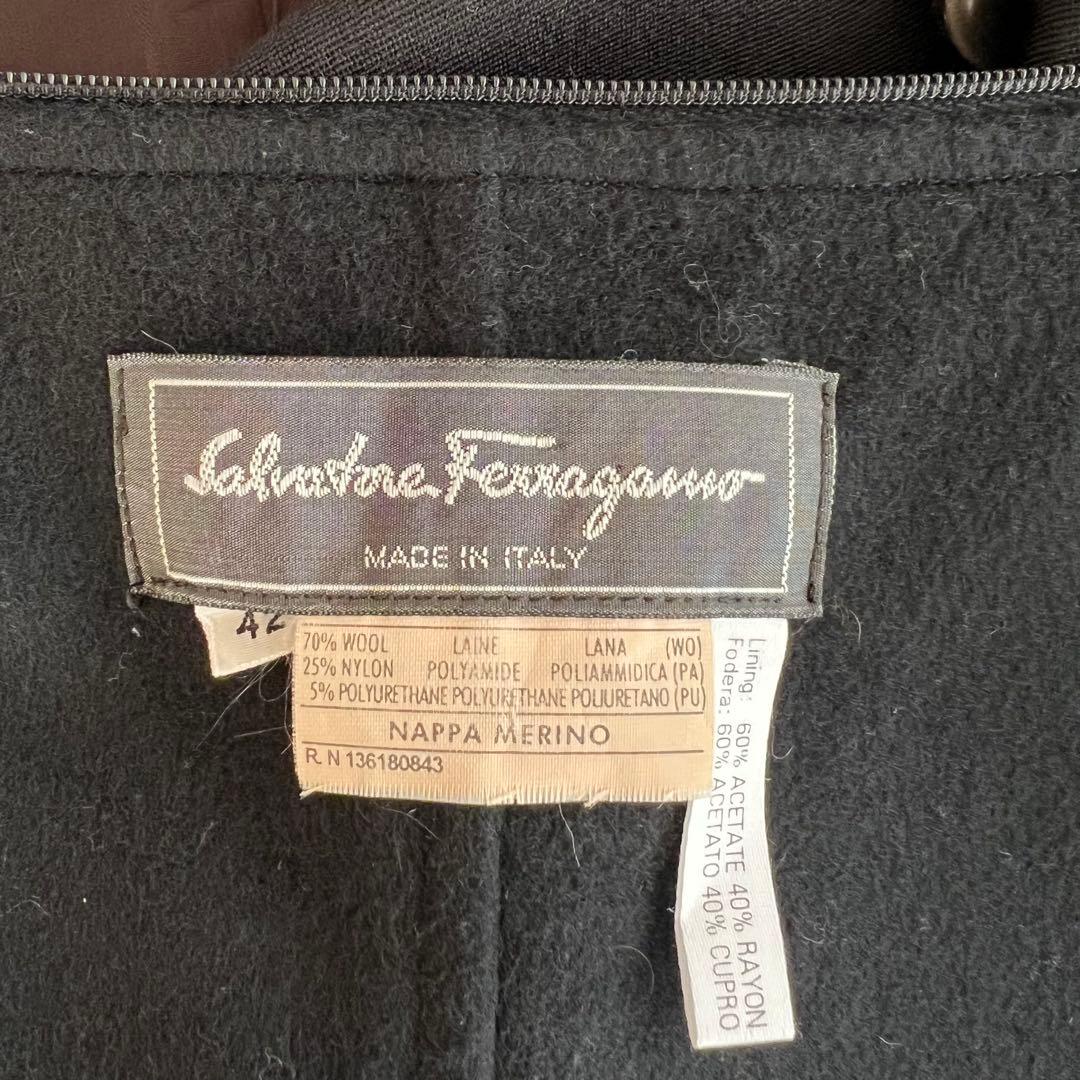 Salvatore Ferragamo
MADE IN ITALY
42
70% WOOL LAINE LANA (WO)
25% NYLON POLYAMIDE POLIAMMIDICA (PA)
5% POLYURETHANE POLYURETHANE POLIURETANO (PU)
NAPPA MERINO
R.N 136180843
Lining: 60% ACETATE 40% RAYON
Fodera: 60% ACETATO 40% CUPRO